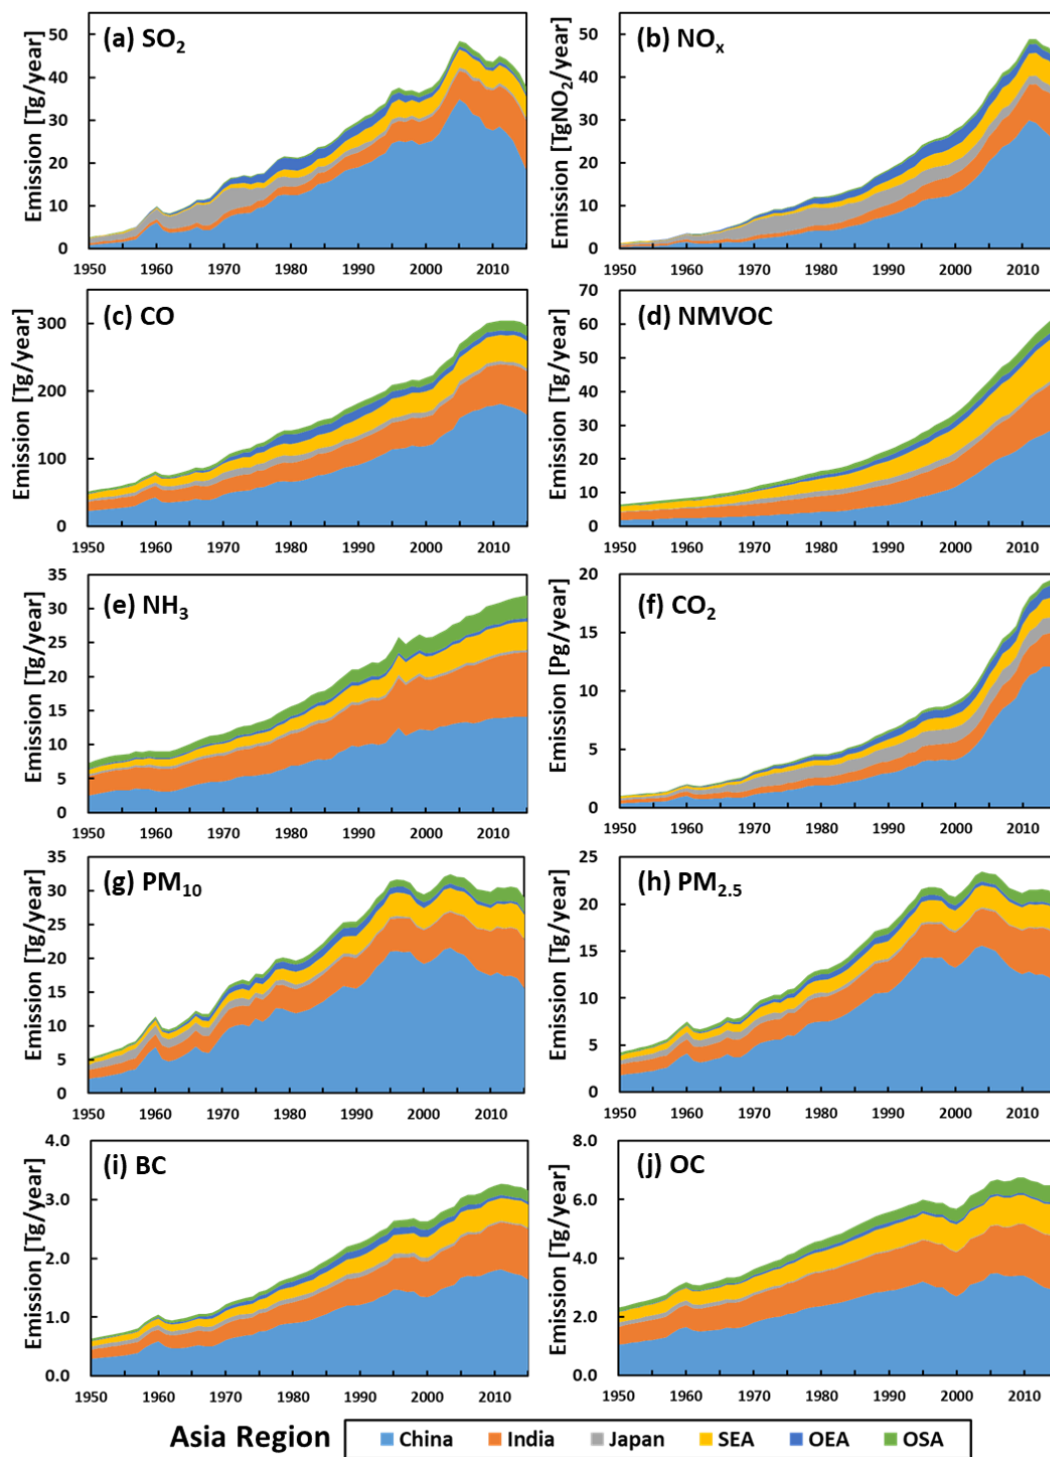 (a) SO2
Emission [Tg/year]
50
40
30
20
10
0
1950 1960 1970 1980 1990 2000 2010
(b) NOx
Emission [TgNO2/year]
50
40
30
20
10
0
1950 1960 1970 1980 1990 2000 2010
(c) CO
Emission [Tg/year]
300
200
100
0
1950 1960 1970 1980 1990 2000 2010
(d) NMVOC
Emission [Tg/year]
70
60
50
40
30
20
10
0
1950 1960 1970 1980 1990 2000 2010
(e) NH3
Emission [Tg/year]
35
30
25
20
15
10
5
0
1950 1960 1970 1980 1990 2000 2010
(f) CO2
Emission [Pg/year]
20
15
10
5
0
1950 1960 1970 1980 1990 2000 2010
(g) PM10
Emission [Tg/year]
35
30
25
20
15
10
5
0
1950 1960 1970 1980 1990 2000 2010
(h) PM2.5
Emission [Tg/year]
25
20
15
10
5
0
1950 1960 1970 1980 1990 2000 2010
(i) BC
Emission [Tg/year]
4.0
3.0
2.0
1.0
0.0
1950 1960 1970 1980 1990 2000 2010
(j) OC
Emission [Tg/year]
8.0
6.0
4.0
2.0
0.0
1950 1960 1970 1980 1990 2000 2010
Asia Region China India Japan SEA OEA OSA